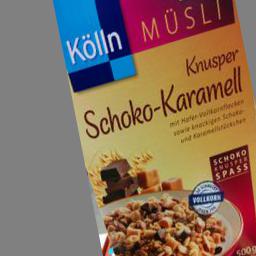 Kölln
MÜSLI
Knusper
Schoko-Karamell
mit Hafer-Vollkornflocken
sowie knackigen Schoko-
und Karamellstückchen
SCHOKO
KNUSPER
SPASS
VOLLKORN
500g